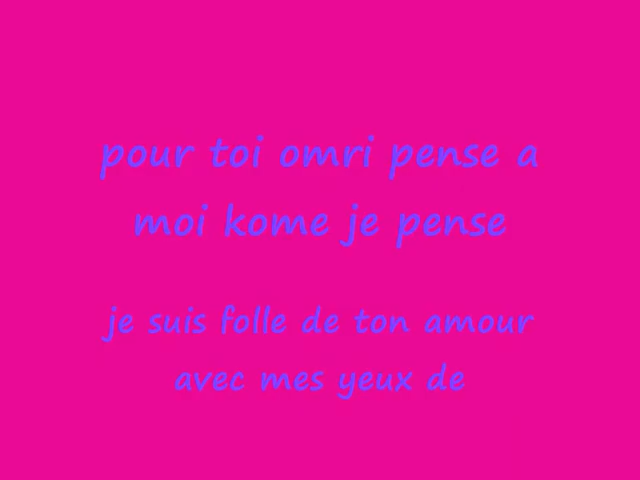 pour toi omri pense a
moi kome je pense
je suis folle de ton amour
avec mes yeux de